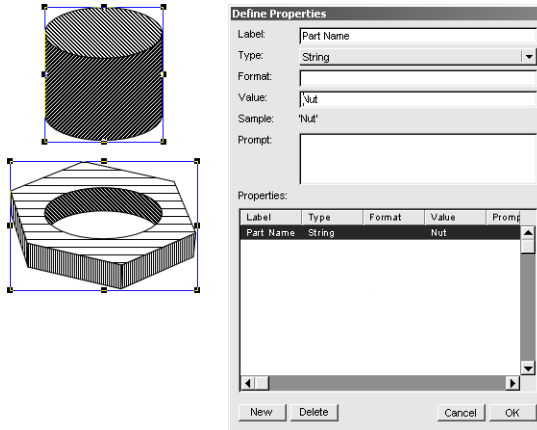 Define Properties
Label: Part Name
Type: String
Format:
Value: Nut
Sample: 'Nut'
Prompt:
Properties:
Label Type Format Value Promp
Part Name String Nut
New Delete Cancel OK